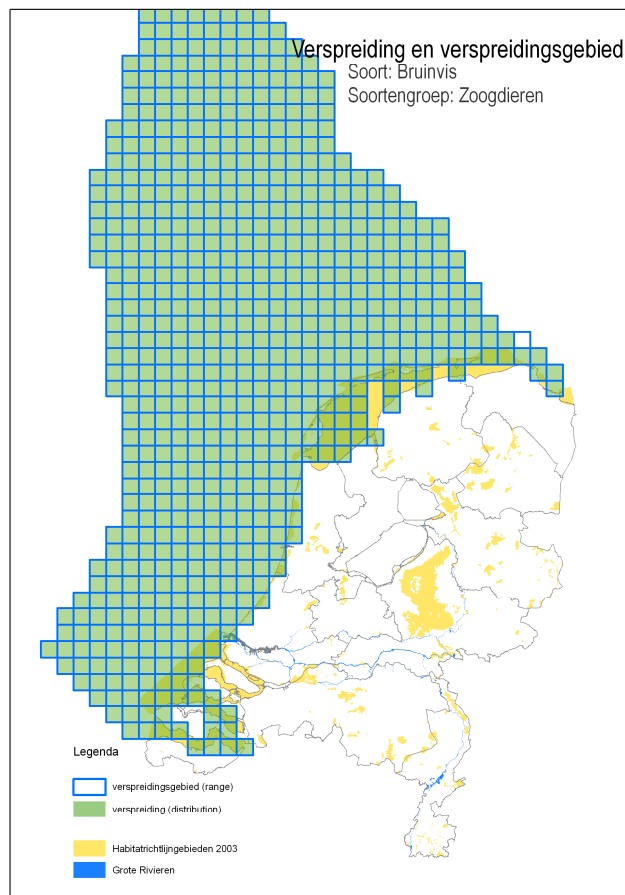 Verspreiding en verspreidingsgebied
Soort: Bruinvis
Soortengroep: Zoogdieren
Legenda
verspreidingsgebied (range)
verspreiding (distribution)
Habitatrichtlijngebieden 2003
Grote Rivieren